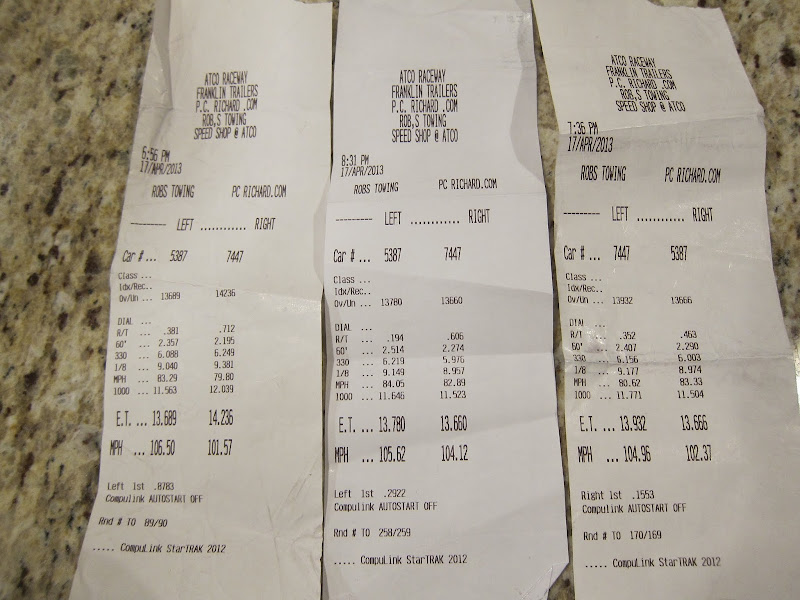 ATCO RACEWAY
FRANKLIN TRAILERS
P.C. RICHARD .COM
ROB,S TOWING
SPEED SHOP @ ATCO
6:56 PM
17/APR/2013
ROBS TOWING PC RICHARD.COM
--------- LEFT ............ RIGHT
Car # ... 5387 7447
Class ...
Idx/Rec..
Ov/Un ... 13689 14236
DIAL ...
R/T ... .381 .712
60' ... 2.357 2.195
330 ... 6.088 6.249
1/8 ... 9.040 9.381
MPH ... 83.29 79.80
1000 ... 11.563 12.039
E.T. ... 13.689 14.236
MPH ... 106.50 101.57
Left 1st .8783
Compulink AUTOSTART OFF
Rnd # TO 89/90
..... CompuLink StarTRAK 2012
ATCO RACEWAY
FRANKLIN TRAILERS
P.C. RICHARD .COM
ROB,S TOWING
SPEED SHOP @ ATCO
8:31 PM
17/APR/2013
ROBS TOWING PC RICHARD.COM
--------- LEFT ............ RIGHT
Car # ... 5387 7447
Class ...
Idx/Rec..
Ov/Un ... 13780 13660
DIAL ...
R/T ... .194 .606
60' ... 2.514 2.274
330 ... 6.219 5.976
1/8 ... 9.149 8.957
MPH ... 84.05 82.89
1000 ... 11.646 11.523
E.T. ... 13.780 13.660
MPH ... 105.62 104.12
Left 1st .2922
Compulink AUTOSTART OFF
Rnd # TO 258/259
..... CompuLink StarTRAK 2012
ATCO RACEWAY
FRANKLIN TRAILERS
P.C. RICHARD .COM
ROB,S TOWING
SPEED SHOP @ ATCO
7:36 PM
17/APR/2013
ROBS TOWING PC RICHARD.COM
--------- LEFT ............ RIGHT
Car # ... 7447 5387
Class ...
Idx/Rec..
Ov/Un ... 13932 13666
DIAL ...
R/T ... .352 .463
60' ... 2.407 2.290
330 ... 6.156 6.003
1/8 ... 9.177 8.974
MPH ... 80.62 83.33
1000 ... 11.771 11.504
E.T. ... 13.932 13.666
MPH ... 104.96 102.37
Right 1st .1553
Compulink AUTOSTART OFF
Rnd # TO 170/169
..... CompuLink StarTRAK 2012